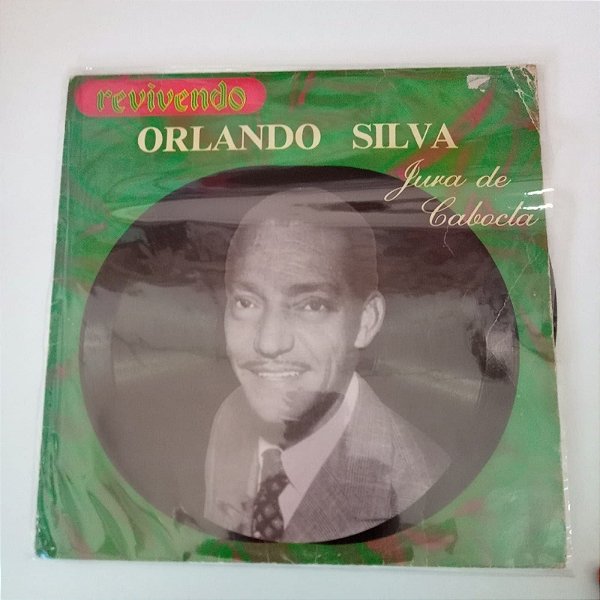 revivendo
ORLANDO SILVA
Jura de
Cabocla